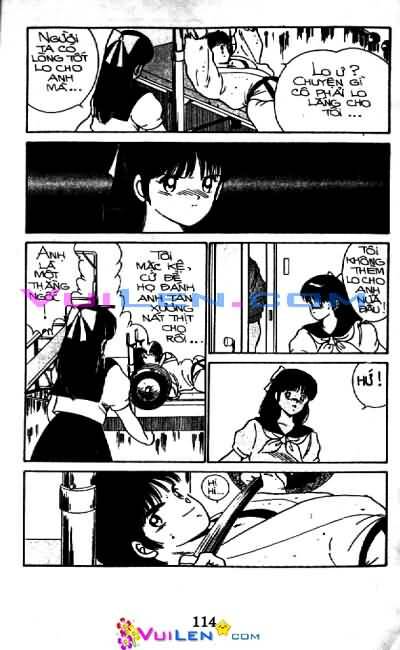 NGƯỜI
TA CÓ
LÒNG TỐT
LO CHO
ANH
MÀ...
LO Ừ?
CHUYỆN GÌ
CÔ PHẢI LO
LẮNG CHO
TÔI...
ANH
LÀ
MỘT
THẰNG
NGỐC!
TÔI
MẶC KỆ,
CỨ ĐỂ
HỌ ĐÁNH
ANH TAN
XƯƠNG
NÁT THỊT
CHO
RỒI...
TÔI
KHÔNG
THÈM
LO CHO
ANH
NỮA
ĐÂU!
VUILEN.COM
HỨ!
HI
HI...
114
VUILEN.COM